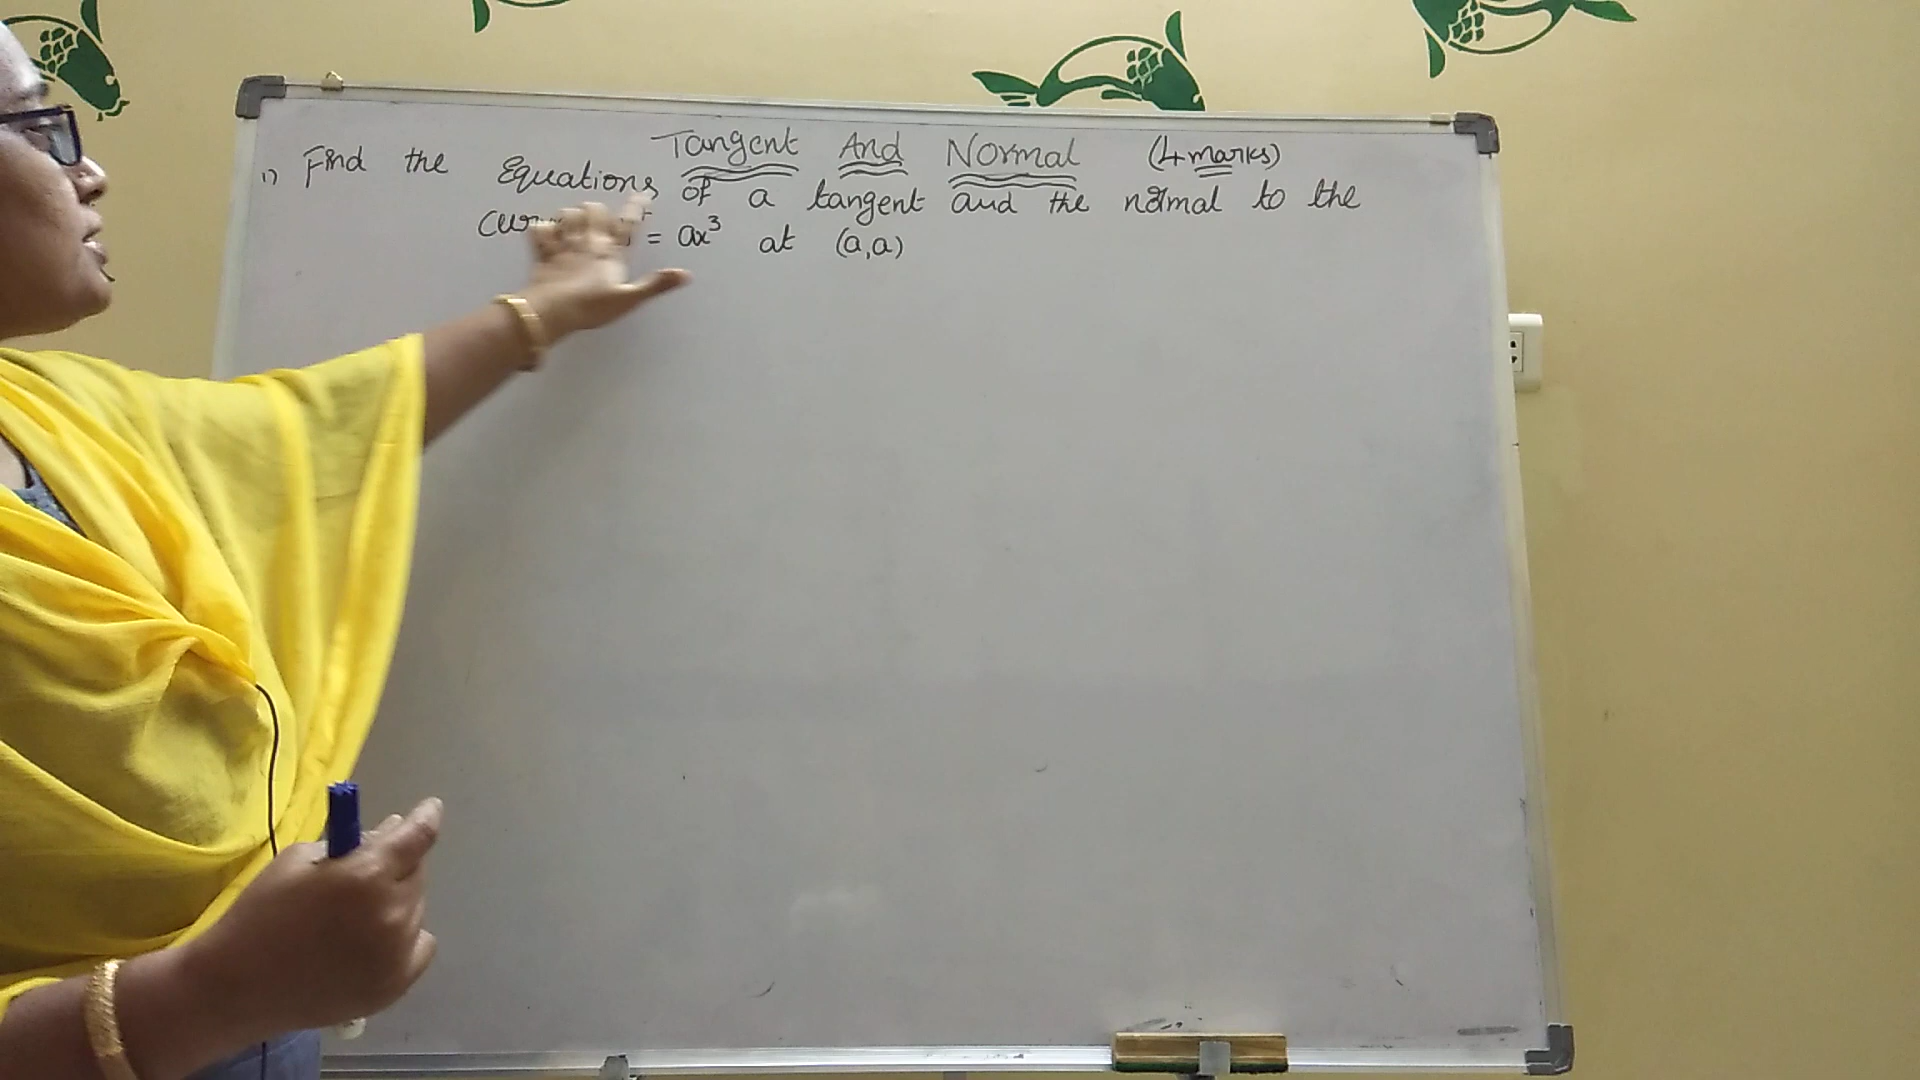 Tangent And Normal (4 marks)
1) Find the Equations of a tangent and the normal to the
= ax³ at (a,a)